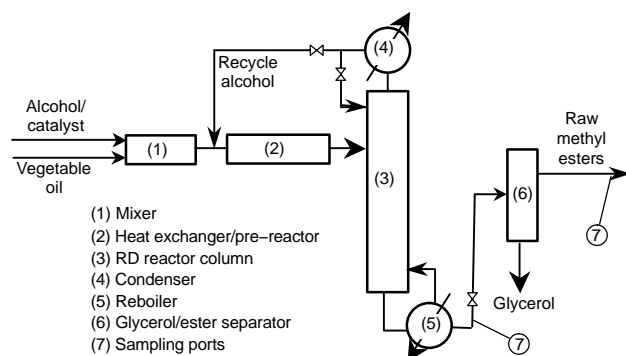 (4)
Recycle
alcohol
Alcohol/
catalyst
Vegetable
oil
(1)
(2)
(3)
Raw
methyl
esters
(6)
7
Glycerol
(5)
7
(1) Mixer
(2) Heat exchanger/pre–reactor
(3) RD reactor column
(4) Condenser
(5) Reboiler
(6) Glycerol/ester separator
(7) Sampling ports